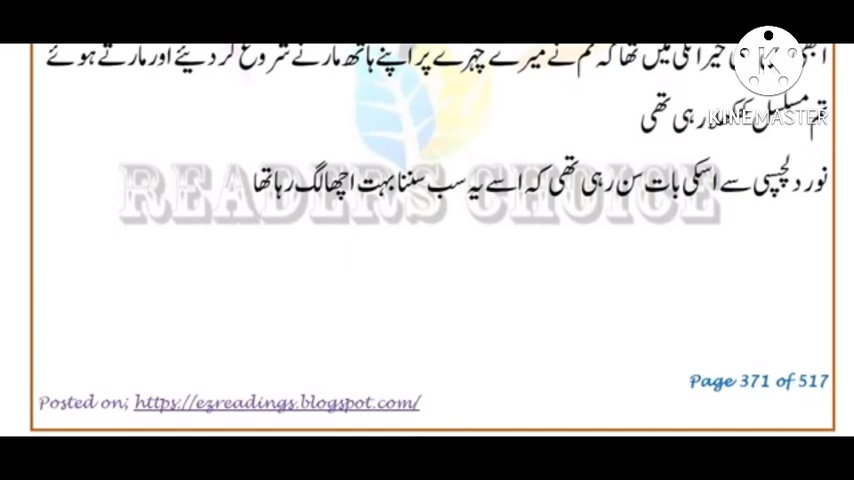 حیرانگی میں تھا کہ تم نے میرے چہرے پر اپنے ہاتھ مارنے شروع کر دیئے اور مارتے ہوئے
تم مسلسل رہی تھی
نور دلچسپی سے اسکی بات سن رہی تھی کہ اسے یہ سب سننا بہت اچھا لگ رہا تھا
READERS CHOICE
Page 371 of 517
Posted on; https://ezreadings.blogspot.com/
K
KINEMASTER